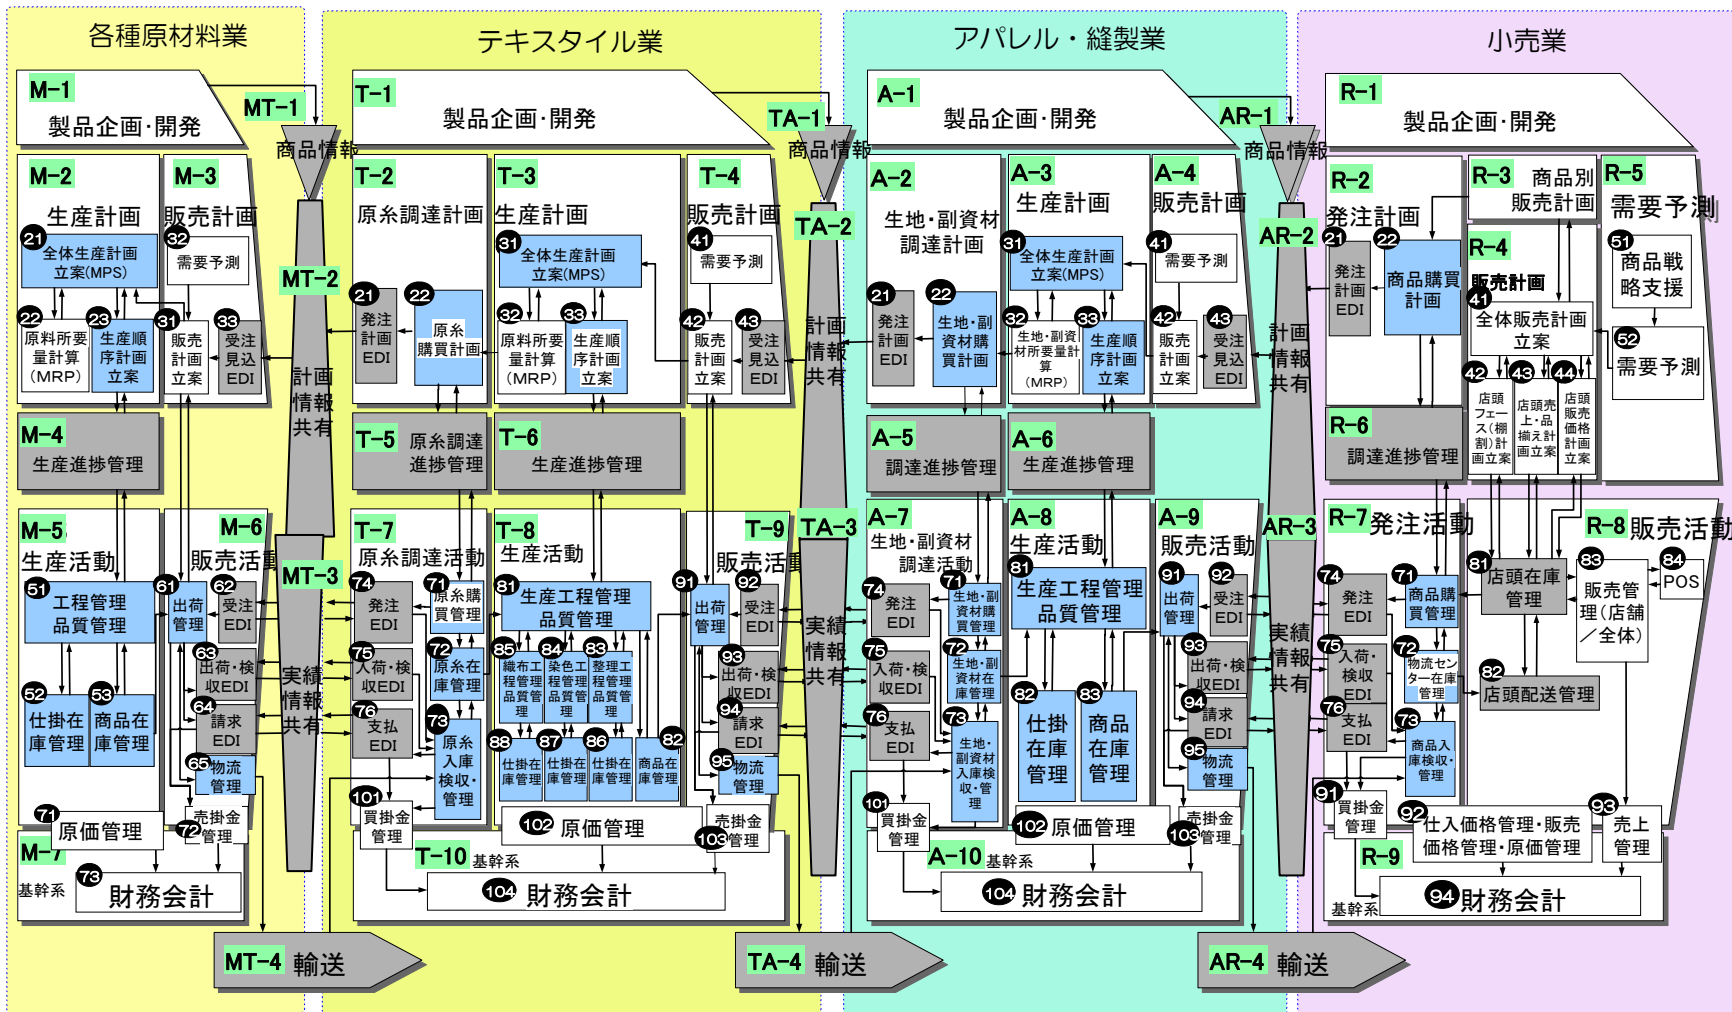 各種原材料業
M-1
製品企画･開発
MT-1
商品情報
M-2
生産計画
21
全体生産計画
立案(MPS)
22
原料所要
量計算
(MRP)
23
生産順
序計画
立案
M-3
販売計画
32
需要予測
31
販売
計画
立案
33
受注
見込
EDI
MT-2
計画
情報
共有
M-4
生産進捗管理
M-5
生産活動
51
工程管理
品質管理
52
仕掛在
庫管理
53
商品在
庫管理
M-6
販売活動
61
出荷
管理
62
受注
EDI
63
出荷･検
収EDI
64
請求
EDI
65
物流
管理
MT-3
実績
情報
共有
71
原価管理
72
売掛金
管理
M-7
基幹系
73
財務会計
MT-4
輸送
テキスタイル業
T-1
製品企画･開発
TA-1
商品情報
T-2
原糸調達計画
21
発注
計画
EDI
22
原糸
購買計画
T-3
生産計画
31
全体生産計画
立案(MPS)
32
原料所要
量計算
(MRP)
33
生産順
序計画
立案
T-4
販売計画
41
需要予測
42
販売
計画
立案
43
受注
見込
EDI
TA-2
計画
情報
共有
T-5
原糸調達
進捗管理
T-6
生産進捗管理
T-7
原糸調達活動
74
発注
EDI
71
原糸購
買管理
75
入荷･検
収EDI
72
原糸在
庫管理
76
支払
EDI
73
原糸
入庫
検収･
管理
T-8
生産活動
81
生産工程管理
品質管理
85
織布工
程管理
品質管
理
84
染色工
程管理
品質管
理
83
整理工
程管理
品質管
理
88
仕掛在
庫管理
87
仕掛在
庫管理
86
仕掛在
庫管理
82
商品在
庫管理
T-9
販売活動
91
出荷
管理
92
受注
EDI
93
出荷･検
収EDI
94
請求
EDI
95
物流
管理
TA-3
実績
情報
共有
101
買掛金
管理
102
原価管理
103
売掛金
管理
T-10
基幹系
104
財務会計
TA-4
輸送
アパレル・縫製業
A-1
製品企画･開発
AR-1
商品情報
A-2
生地･副資材
調達計画
21
発注
計画
EDI
22
生地･副
資材購
買計画
A-3
生産計画
31
全体生産計画
立案(MPS)
32
生地･副資
材所要量計
算
(MRP)
33
生産順
序計画
立案
A-4
販売計画
41
需要予測
42
販売
計画
立案
43
受注
見込
EDI
AR-2
計画
情報
共有
A-5
調達進捗管理
A-6
生産進捗管理
A-7
生地･副資材
調達活動
74
発注
EDI
71
生地･副
資材購
買管理
75
入荷･検
収EDI
72
生地･副
資材在
庫管理
76
支払
EDI
73
生地･
副資材
入庫検
収･管
理
A-8
生産活動
81
生産工程管理
品質管理
82
仕掛
在庫
管理
83
商品
在庫
管理
A-9
販売活動
91
出荷
管理
92
受注
EDI
93
出荷･検
収EDI
94
請求
EDI
95
物流
管理
AR-3
実績
情報
共有
101
買掛金
管理
102
原価管理
103
売掛金
管理
A-10
基幹系
104
財務会計
AR-4
輸送
小売業
R-1
製品企画･開発
R-2
発注計画
21
発注
計画
EDI
22
商品購買
計画
R-3
商品別
販売計画
R-4
販売計画
41
全体販売計画
立案
42
店頭
フェー
ス(棚
割)計
画立案
43
店頭売
上･品
揃え計
画立案
44
店頭
販売
価格
計画
立案
R-5
需要予測
51
商品戦
略支援
52
需要予測
R-6
調達進捗管理
R-7
発注活動
74
発注
EDI
71
商品購
買管理
75
入荷･
検収
EDI
72
物流セン
ター在庫
管理
76
支払
EDI
73
商品入
庫検収･
管理
R-8
販売活動
81
店頭在庫
管理
82
店頭配送管理
83
販売管
理(店舗
／全体)
84
POS
91
買掛金
管理
92
仕入価格管理･販売
価格管理･原価管理
93
売上
管理
R-9
基幹系
94
財務会計